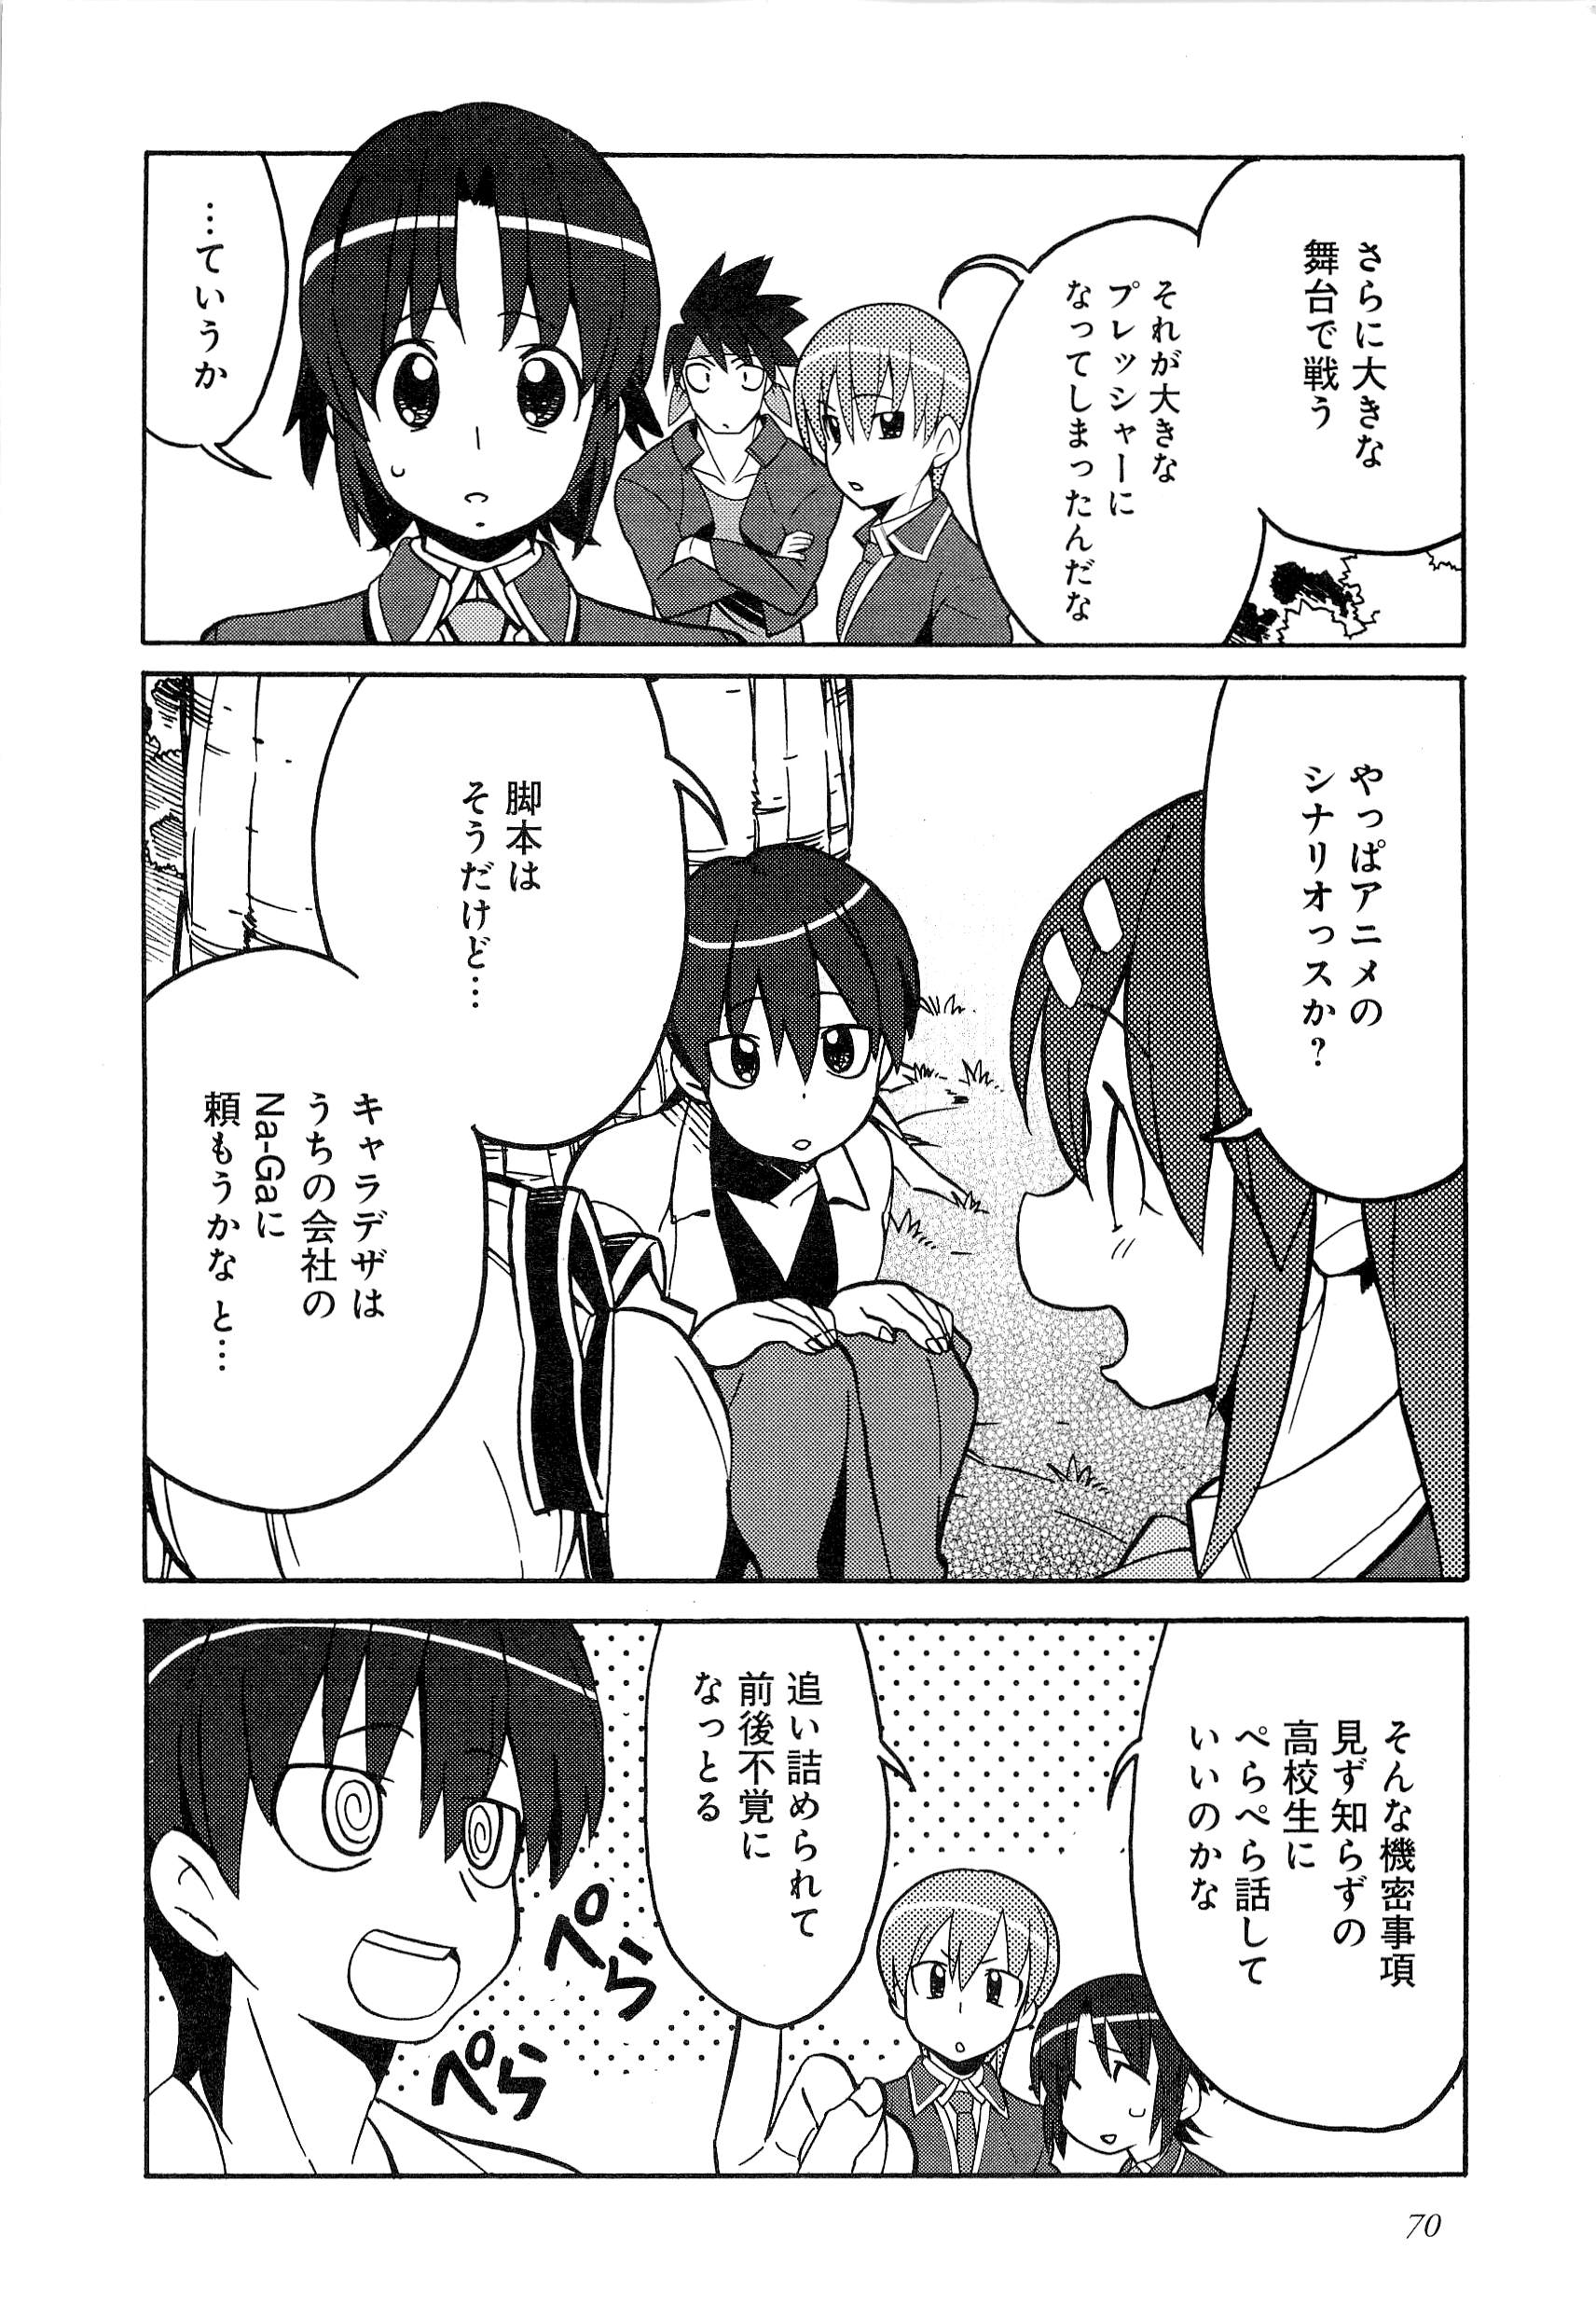 さらに大きな
舞台で戦う
それが大きな
プレッシャーに
なってしまったんだな
…ていうか
やっぱアニメの
シナリオっスか?
脚本は
そうだけど…
キャラデザは
うちの会社の
Na-Gaに
頼もうかな と…
そんな機密事項
見ず知らずの
高校生に
ぺらぺら話して
いいのかな
追い詰められて
前後不覚に
なっとる
ぺら
ぺら
70